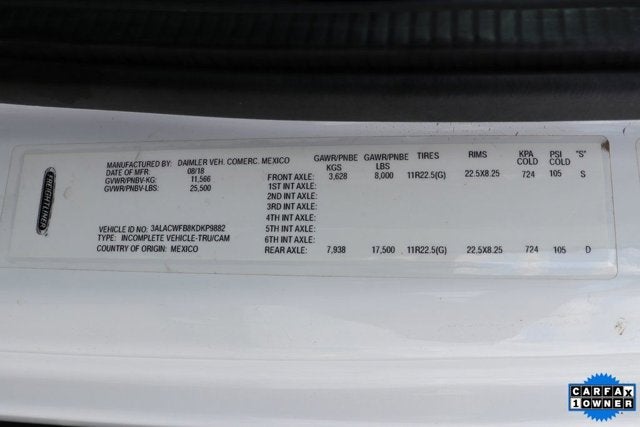 FREIGHTLINER
MANUFACTURED BY: DAIMLER VEH. COMERC. MEXICO
DATE OF MFR: 08/18
GVWR/PNBV-KG: 11,566
GVWR/PNBV-LBS: 25,500
VEHICLE ID NO: 3ALACWFB8KDKP9882
TYPE: INCOMPLETE VEHICLE-TRU/CAM
COUNTRY OF ORIGIN: MEXICO
GAWR/PNBE KGS GAWR/PNBE LBS TIRES RIMS KPA COLD PSI COLD "S"
FRONT AXLE: 3,628 8,000 11R22.5(G) 22.5X8.25 724 105 S
1ST INT AXLE:
2ND INT AXLE:
3RD INT AXLE:
4TH INT AXLE:
5TH INT AXLE:
6TH INT AXLE:
REAR AXLE: 7,938 17,500 11R22.5(G) 22.5X8.25 724 105 D
CARFAX
1 OWNER